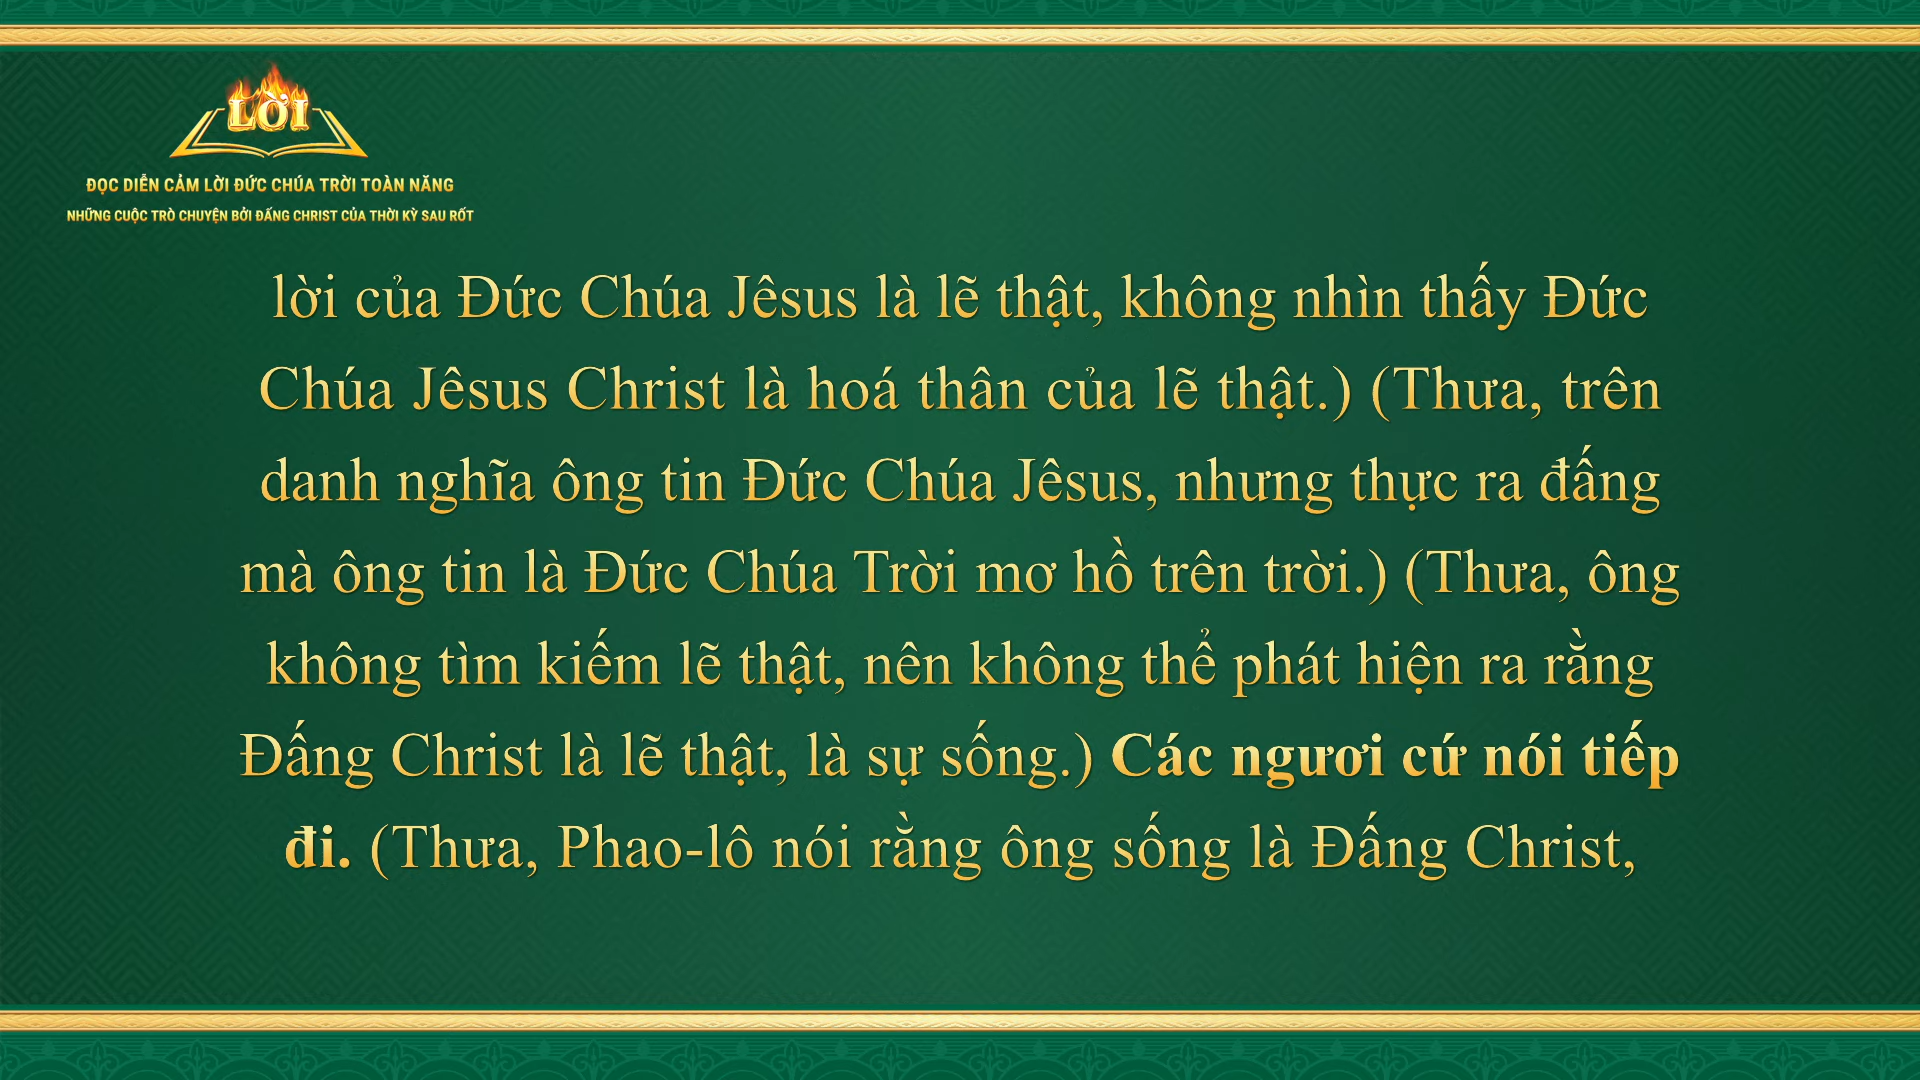 LỜI
ĐỌC DIỄN CẢM LỜI ĐỨC CHÚA TRỜI TOÀN NĂNG
NHỮNG CUỘC TRÒ CHUYỆN BỞI ĐẤNG CHRIST CỦA THỜI KỲ SAU RỐT
lời của Đức Chúa Jêsus là lẽ thật, không nhìn thấy Đức
Chúa Jêsus Christ là hoá thân của lẽ thật.) (Thưa, trên
danh nghĩa ông tin Đức Chúa Jêsus, nhưng thực ra đấng
mà ông tin là Đức Chúa Trời mơ hồ trên trời.) (Thưa, ông
không tìm kiếm lẽ thật, nên không thể phát hiện ra rằng
Đấng Christ là lẽ thật, là sự sống.) Các ngươi cứ nói tiếp
đi. (Thưa, Phao-lô nói rằng ông sống là Đấng Christ,